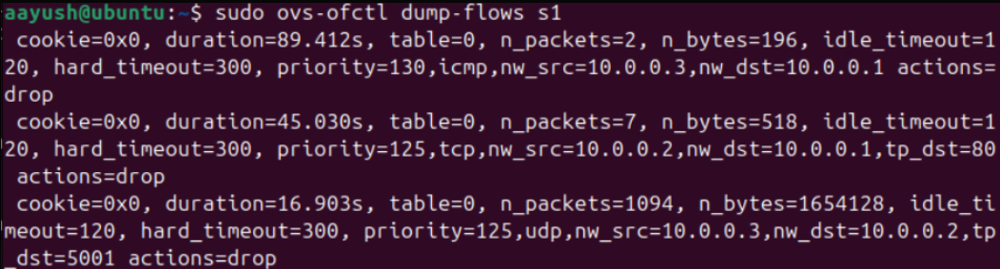 aayush@ubuntu:~$ sudo ovs-ofctl dump-flows s1
 cookie=0x0, duration=89.412s, table=0, n_packets=2, n_bytes=196, idle_timeout=1
20, hard_timeout=300, priority=130,icmp,nw_src=10.0.0.3,nw_dst=10.0.0.1 actions=
drop
 cookie=0x0, duration=45.030s, table=0, n_packets=7, n_bytes=518, idle_timeout=1
20, hard_timeout=300, priority=125,tcp,nw_src=10.0.0.2,nw_dst=10.0.0.1,tp_dst=80
 actions=drop
 cookie=0x0, duration=16.903s, table=0, n_packets=1094, n_bytes=1654128, idle_ti
meout=120, hard_timeout=300, priority=125,udp,nw_src=10.0.0.3,nw_dst=10.0.0.2,tp
_dst=5001 actions=drop